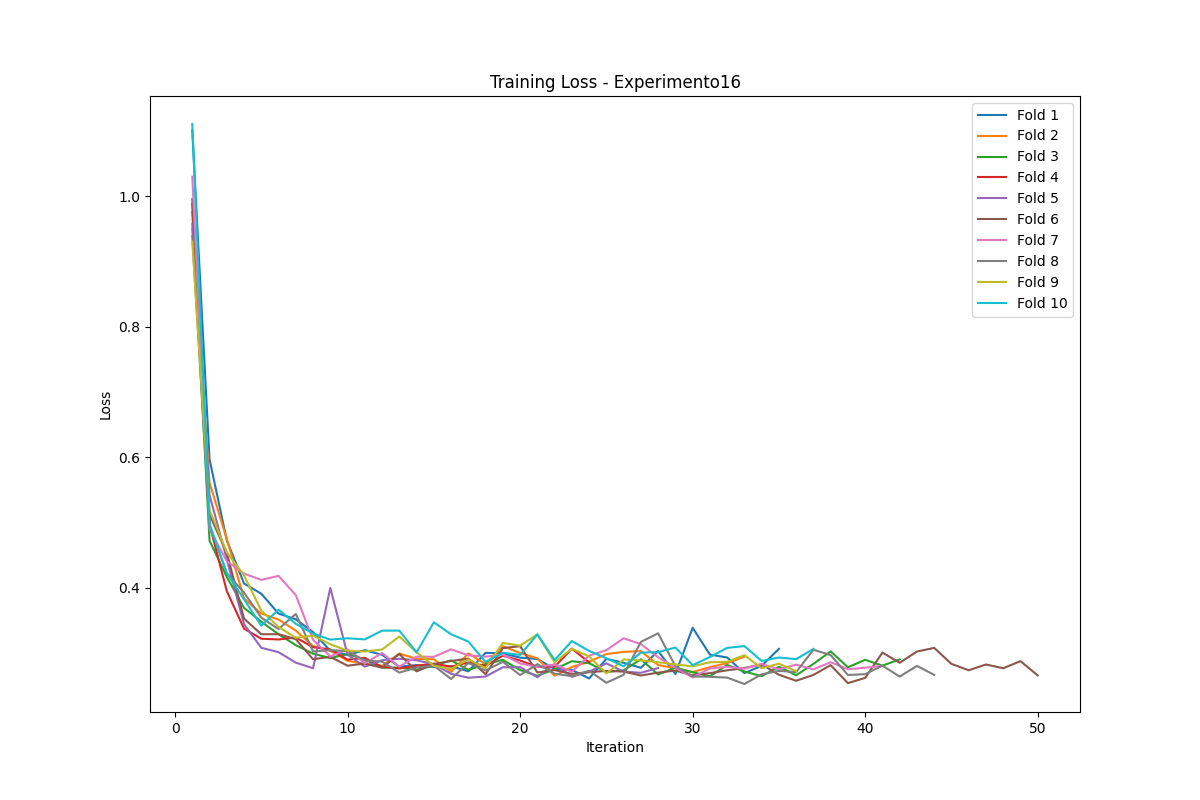 Training Loss - Experimento16
Fold 1
Fold 2
Fold 3
Fold 4
Fold 5
Fold 6
Fold 7
Fold 8
Fold 9
Fold 10
1.0
0.8
0.6
0.4
Loss
0
10
20
30
40
50
Iteration